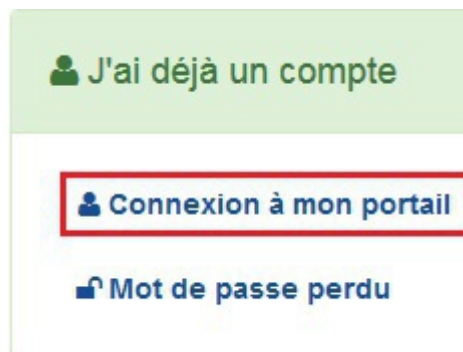 J'ai déjà un compte
Connexion à mon portail
Mot de passe perdu